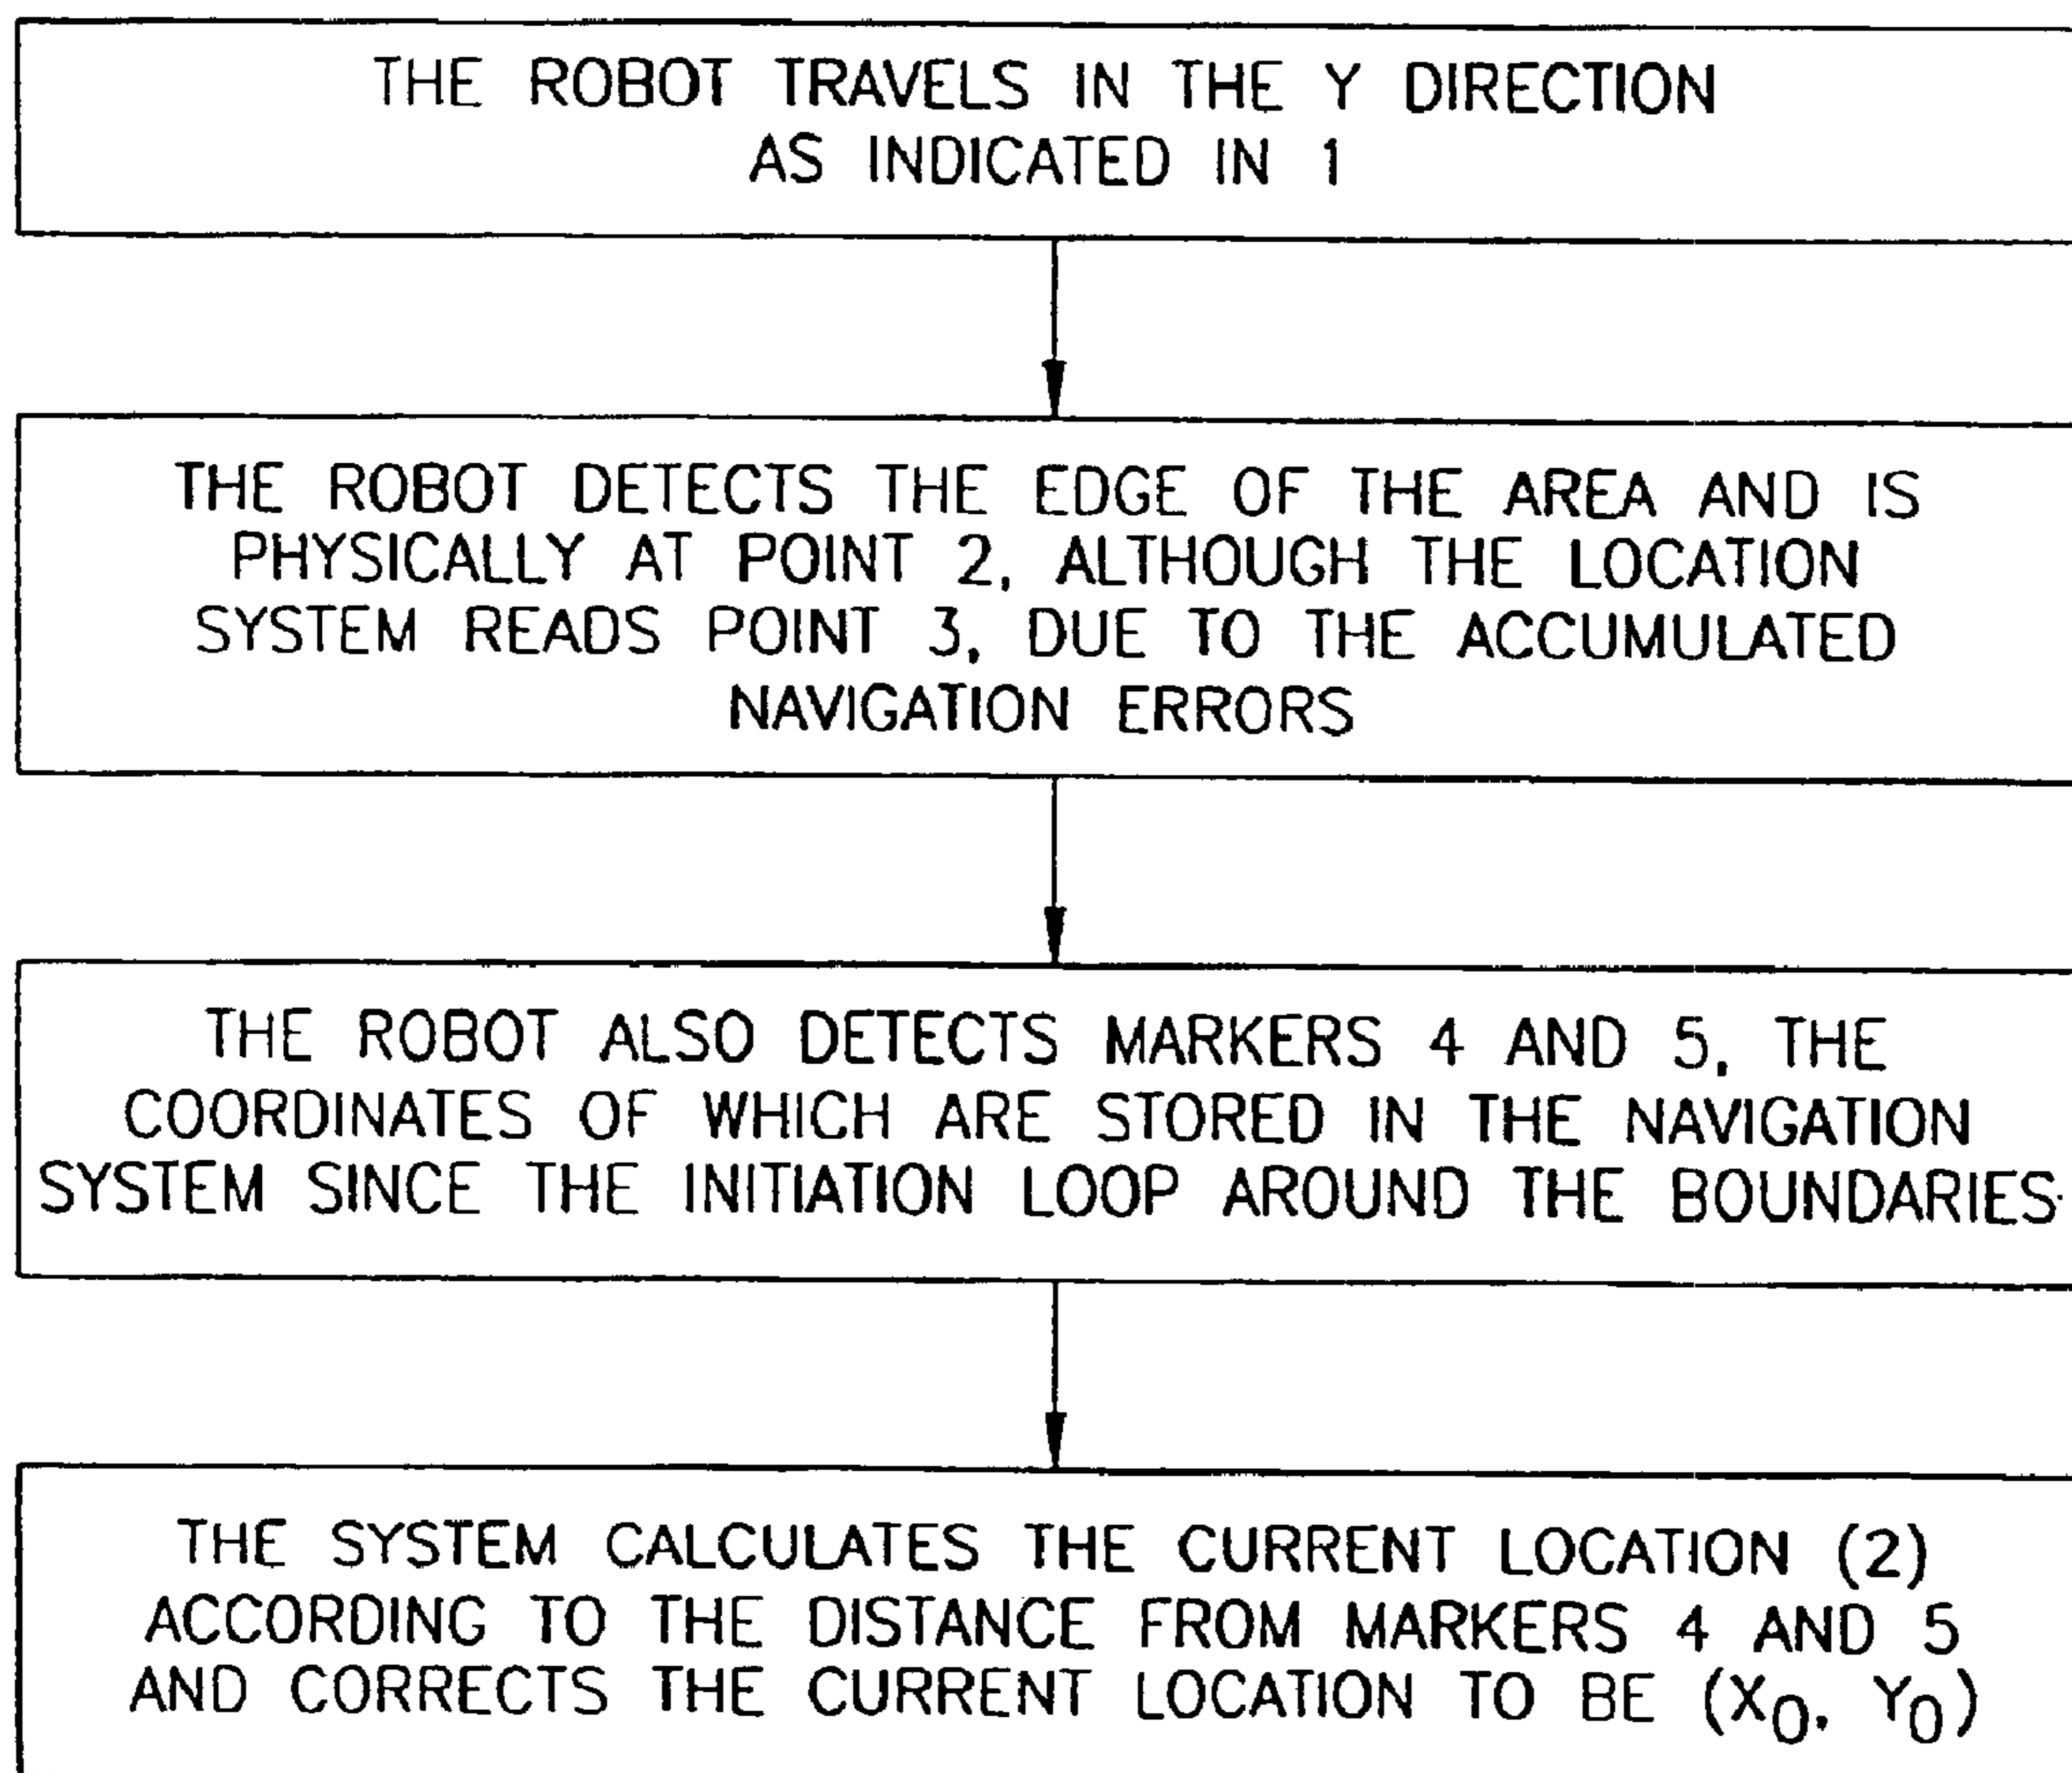 THE ROBOT TRAVELS IN THE Y DIRECTION
AS INDICATED IN 1
THE ROBOT DETECTS THE EDGE OF THE AREA AND IS
PHYSICALLY AT POINT 2, ALTHOUGH THE LOCATION
SYSTEM READS POINT 3, DUE TO THE ACCUMULATED
NAVIGATION ERRORS
THE ROBOT ALSO DETECTS MARKERS 4 AND 5, THE
COORDINATES OF WHICH ARE STORED IN THE NAVIGATION
SYSTEM SINCE THE INITIATION LOOP AROUND THE BOUNDARIES.
THE SYSTEM CALCULATES THE CURRENT LOCATION (2)
ACCORDING TO THE DISTANCE FROM MARKERS 4 AND 5
AND CORRECTS THE CURRENT LOCATION TO BE (X₀, Y₀)